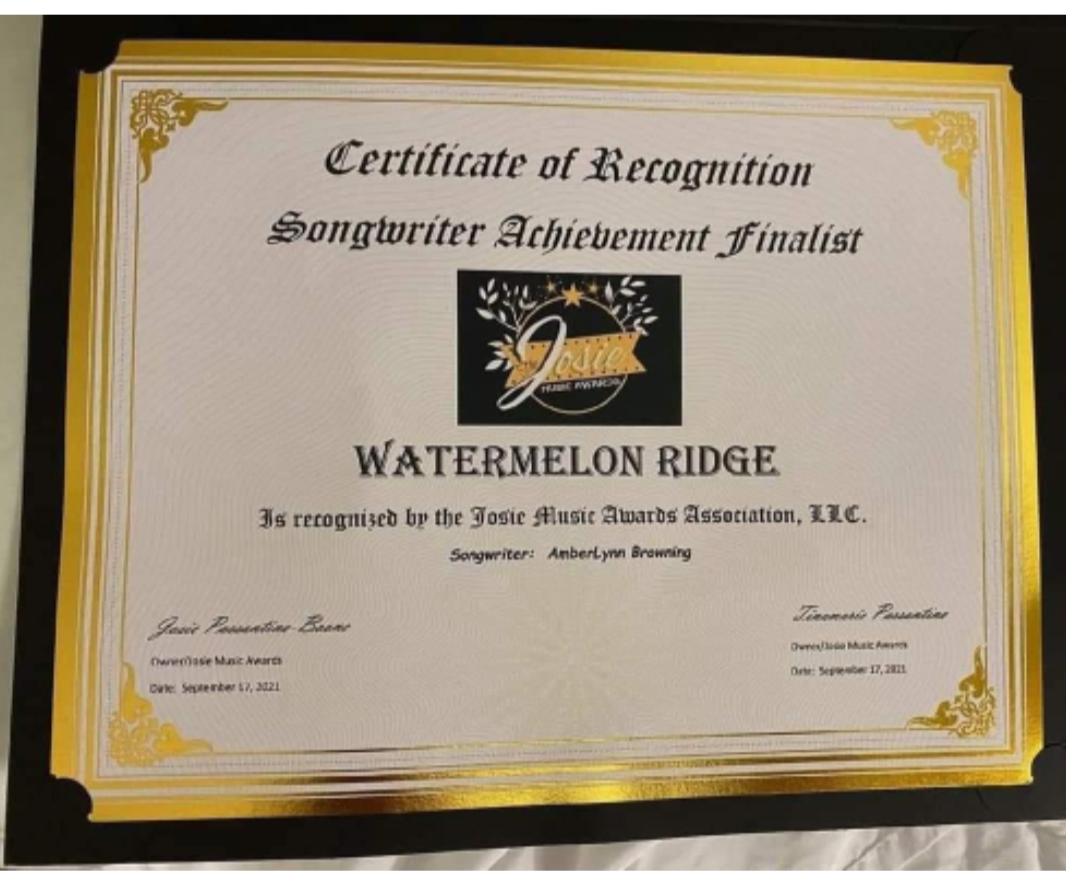 Certificate of Recognition
Songwriter Achievement Finalist
Josie
MUSIC AWARDS
WATERMELON RIDGE
Is recognized by the Josie Music Awards Association, LLC.
Songwriter: AmberLynn Browning
Josie Passantino-Boone
Tinamarie Passantino
Owner/Josie Music Awards
Owner/Josie Music Awards
Date: September 17, 2021
Date: September 17, 2021